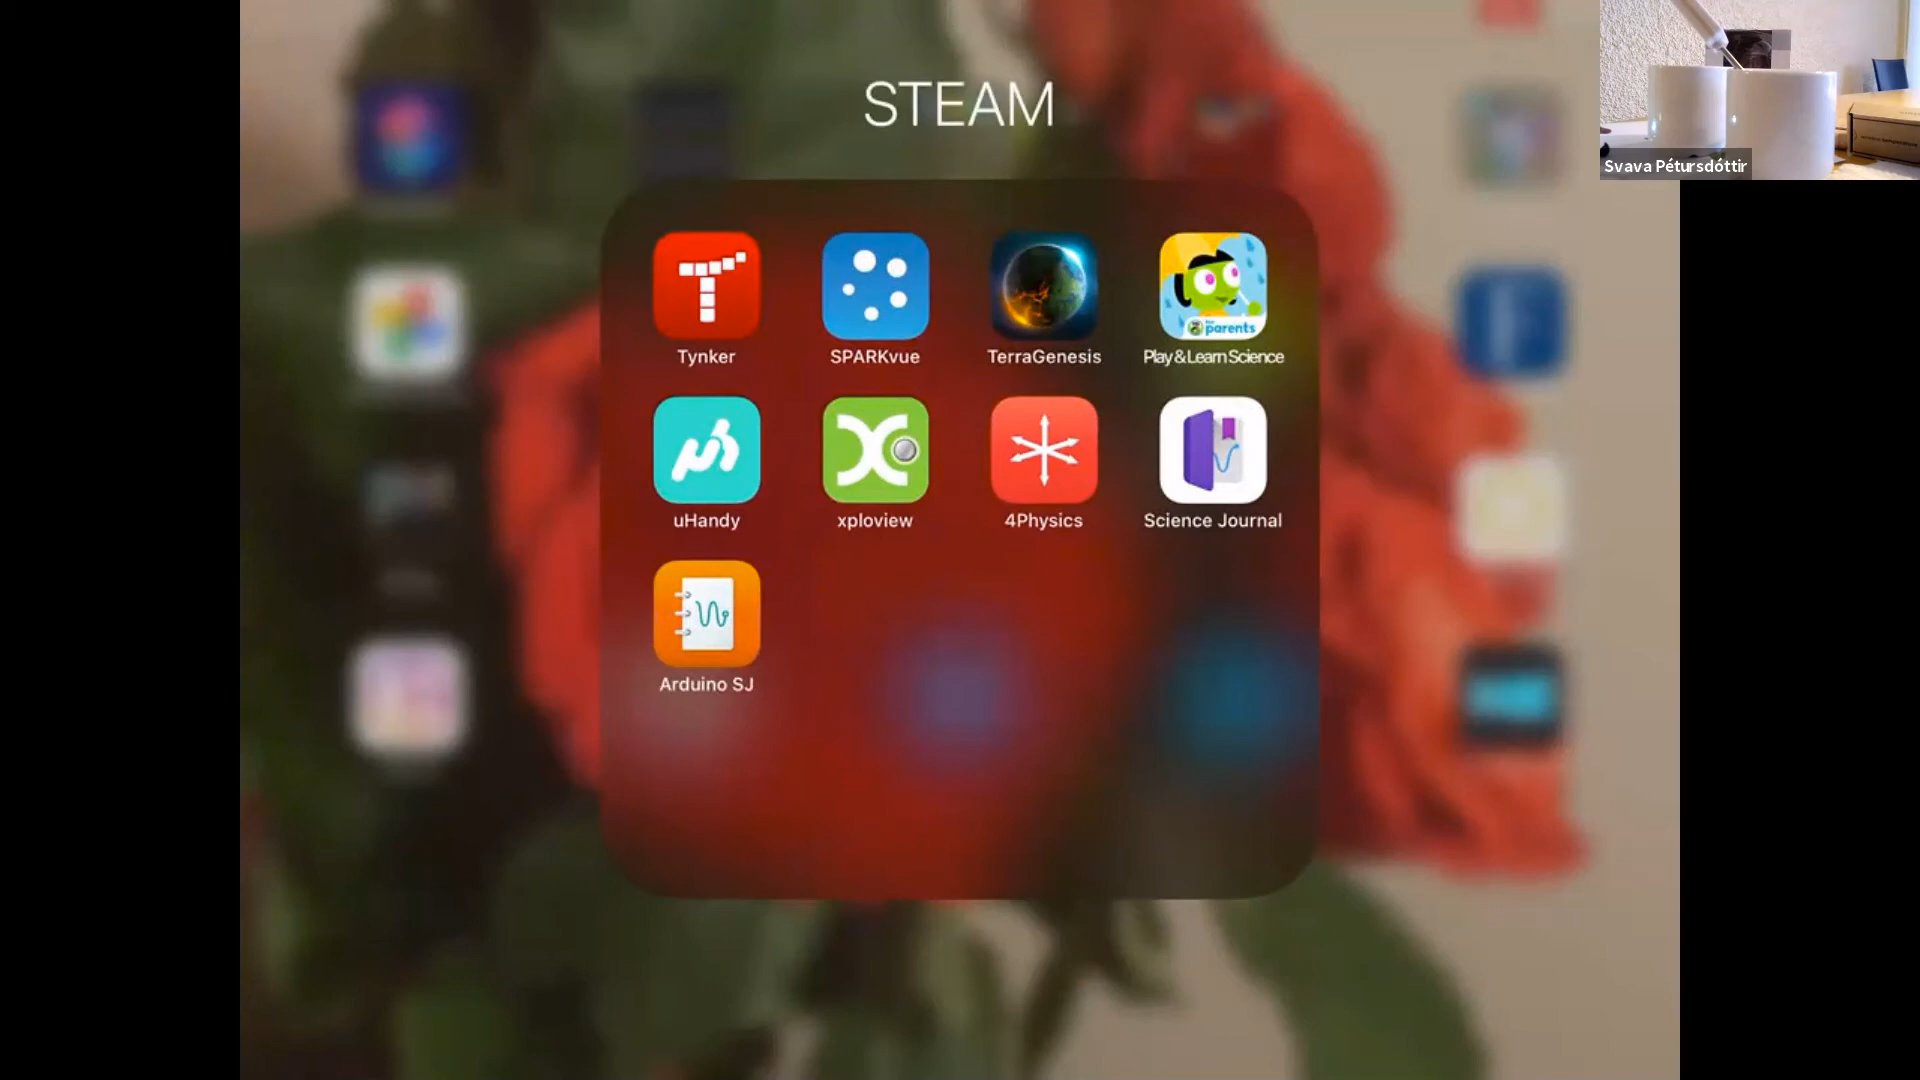 STEAM
Svava Pétursdóttir
parents
Tynker
SPARKvue
TerraGenesis
Play&LearnScience
uHandy
xploview
4Physics
Science Journal
Arduino SJ